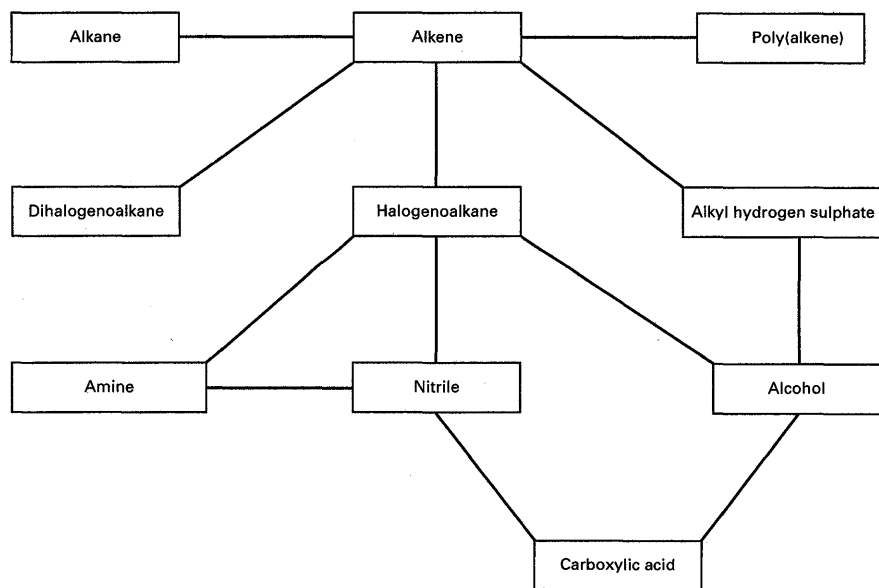 Alkane
Alkene
Poly(alkene)
Dihalogenoalkane
Halogenoalkane
Alkyl hydrogen sulphate
Amine
Nitrile
Alcohol
Carboxylic acid